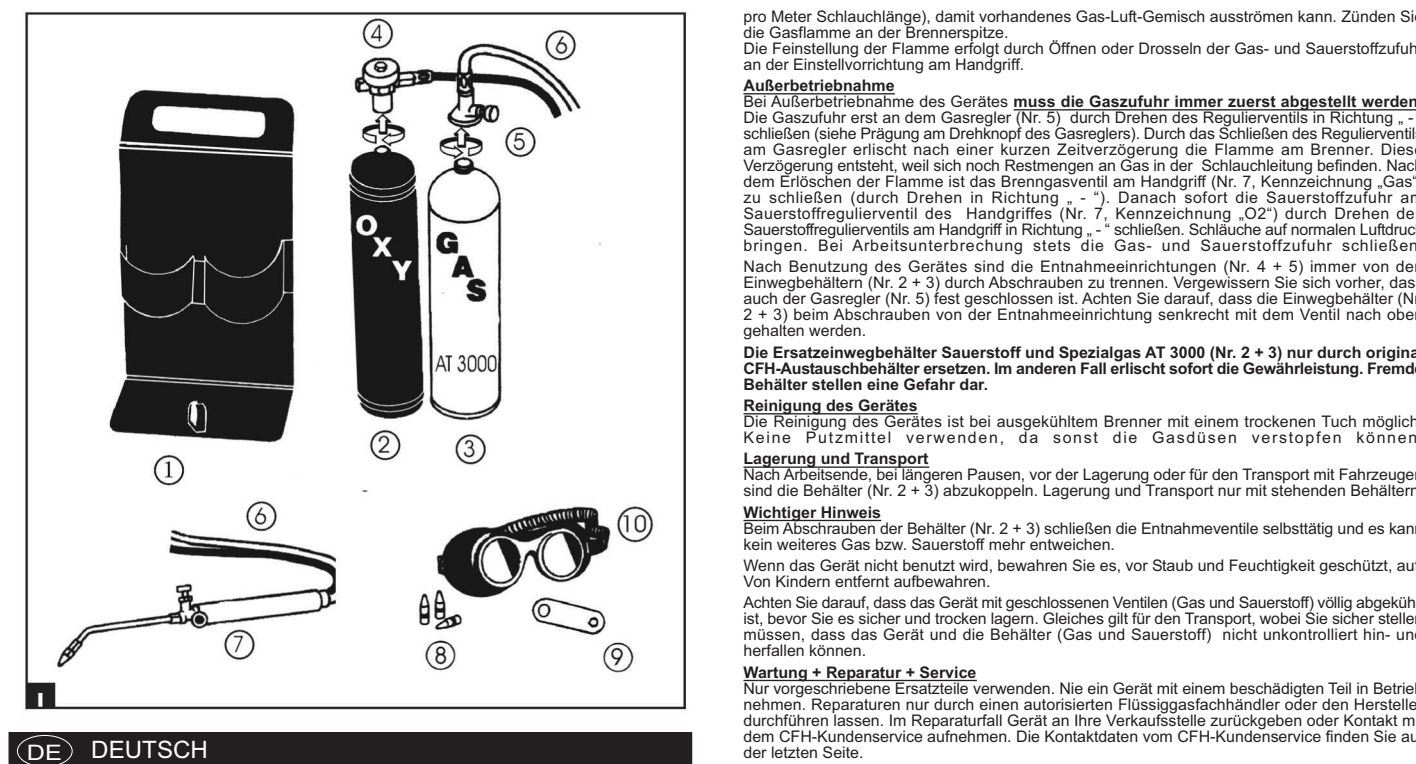 ④
⑥
⑤
OXY
GAS
AT 3000
②
③
①
⑥
⑩
⑦
⑧
⑨
I
DE DEUTSCH
pro Meter Schlauchlänge), damit vorhandenes Gas-Luft-Gemisch ausströmen kann. Zünden Sie
die Gasflamme an der Brennerspitze.
Die Feinstellung der Flamme erfolgt durch Öffnen oder Drosseln der Gas- und Sauerstoffzufuh
an der Einstellvorrichtung am Handgriff.
Außerbetriebnahme
Bei Außerbetriebnahme des Gerätes muss die Gaszufuhr immer zuerst abgestellt werden
Die Gaszufuhr erst an dem Gasregler (Nr. 5) durch Drehen des Regulierventils in Richtung „ -
schließen (siehe Prägung am Drehknopf des Gasreglers). Durch das Schließen des Regulierventils
am Gasregler erlischt nach einer kurzen Zeitverzögerung die Flamme am Brenner. Diese
Verzögerung entsteht, weil sich noch Restmengen an Gas in der Schlauchleitung befinden. Nach
dem Erlöschen der Flamme ist das Brenngasventil am Handgriff (Nr. 7, Kennzeichnung „Gas“
zu schließen (durch Drehen in Richtung „ - “). Danach sofort die Sauerstoffzufuhr am
Sauerstoffregulierventil des Handgriffes (Nr. 7, Kennzeichnung „O2“) durch Drehen de
Sauerstoffregulierventils am Handgriff in Richtung „ - “ schließen. Schläuche auf normalen Luftdruck
bringen. Bei Arbeitsunterbrechung stets die Gas- und Sauerstoffzufuhr schließen
Nach Benutzung des Gerätes sind die Entnahmeeinrichtungen (Nr. 4 + 5) immer von den
Einwegbehältern (Nr. 2 + 3) durch Abschrauben zu trennen. Vergewissern Sie sich vorher, dass
auch der Gasregler (Nr. 5) fest geschlossen ist. Achten Sie darauf, dass die Einwegbehälter (Nr
2 + 3) beim Abschrauben von der Entnahmeeinrichtung senkrecht mit dem Ventil nach oben
gehalten werden.
Die Ersatzeinwegbehälter Sauerstoff und Spezialgas AT 3000 (Nr. 2 + 3) nur durch original
CFH-Austauschbehälter ersetzen. Im anderen Fall erlischt sofort die Gewährleistung. Fremde
Behälter stellen eine Gefahr dar.
Reinigung des Gerätes
Die Reinigung des Gerätes ist bei ausgekühltem Brenner mit einem trockenen Tuch möglich
Keine Putzmittel verwenden, da sonst die Gasdüsen verstopfen können
Lagerung und Transport
Nach Arbeitsende, bei längeren Pausen, vor der Lagerung oder für den Transport mit Fahrzeugen
sind die Behälter (Nr. 2 + 3) abzukoppeln. Lagerung und Transport nur mit stehenden Behältern
Wichtiger Hinweis
Beim Abschrauben der Behälter (Nr. 2 + 3) schließen die Entnahmeventile selbsttätig und es kann
kein weiteres Gas bzw. Sauerstoff mehr entweichen.
Wenn das Gerät nicht benutzt wird, bewahren Sie es, vor Staub und Feuchtigkeit geschützt, auf
Von Kindern entfernt aufbewahren.
Achten Sie darauf, dass das Gerät mit geschlossenen Ventilen (Gas und Sauerstoff) völlig abgeküh
ist, bevor Sie es sicher und trocken lagern. Gleiches gilt für den Transport, wobei Sie sicher stellen
müssen, dass das Gerät und die Behälter (Gas und Sauerstoff) nicht unkontrolliert hin- und
herfallen können.
Wartung + Reparatur + Service
Nur vorgeschriebene Ersatzteile verwenden. Nie ein Gerät mit einem beschädigten Teil in Betrieb
nehmen. Reparaturen nur durch einen autorisierten Flüssiggasfachhändler oder den Hersteller
durchführen lassen. Im Reparaturfall Gerät an Ihre Verkaufsstelle zurückgeben oder Kontakt mi
dem CFH-Kundenservice aufnehmen. Die Kontaktdaten vom CFH-Kundenservice finden Sie au
der letzten Seite.